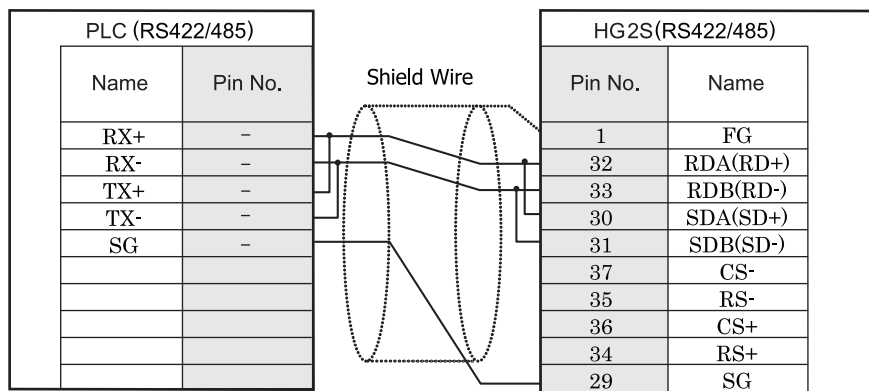 PLC (RS422/485)
HG2S(RS422/485)
Name Pin No.
Shield Wire
Pin No. Name
RX+ – 1 FG
RX- – 32 RDA(RD+)
TX+ – 33 RDB(RD-)
TX- – 30 SDA(SD+)
SG – 31 SDB(SD-)
37 CS-
35 RS-
36 CS+
34 RS+
29 SG